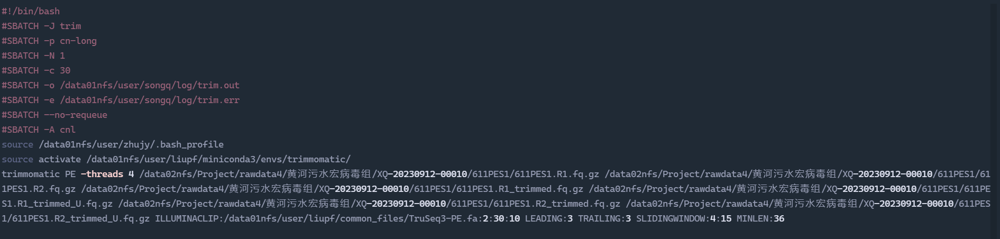 #!/bin/bash
#SBATCH -J trim
#SBATCH -p cn-long
#SBATCH -N 1
#SBATCH -c 30
#SBATCH -o /data01nfs/user/songq/log/trim.out
#SBATCH -e /data01nfs/user/songq/log/trim.err
#SBATCH --no-requeue
#SBATCH -A cnl
source /data01nfs/user/zhujy/.bash_profile
source activate /data01nfs/user/liupf/miniconda3/envs/trimmomatic/
trimmomatic PE -threads 4 /data02nfs/Project/rawdata4/黄河污水宏病毒组/XQ-20230912-00010/611PES1/611PES1.R1.fq.gz /data02nfs/Project/rawdata4/黄河污水宏病毒组/XQ-20230912-00010/611PES1/61
1PES1.R2.fq.gz /data02nfs/Project/rawdata4/黄河污水宏病毒组/XQ-20230912-00010/611PES1/611PES1.R1_trimmed.fq.gz /data02nfs/Project/rawdata4/黄河污水宏病毒组/XQ-20230912-00010/611PES1/611PE
S1.R1_trimmed_U.fq.gz /data02nfs/Project/rawdata4/黄河污水宏病毒组/XQ-20230912-00010/611PES1/611PES1.R2_trimmed.fq.gz /data02nfs/Project/rawdata4/黄河污水宏病毒组/XQ-20230912-00010/611PES
1/611PES1.R2_trimmed_U.fq.gz ILLUMINACLIP:/data01nfs/user/liupf/common_files/TruSeq3-PE.fa:2:30:10 LEADING:3 TRAILING:3 SLIDINGWINDOW:4:15 MINLEN:36